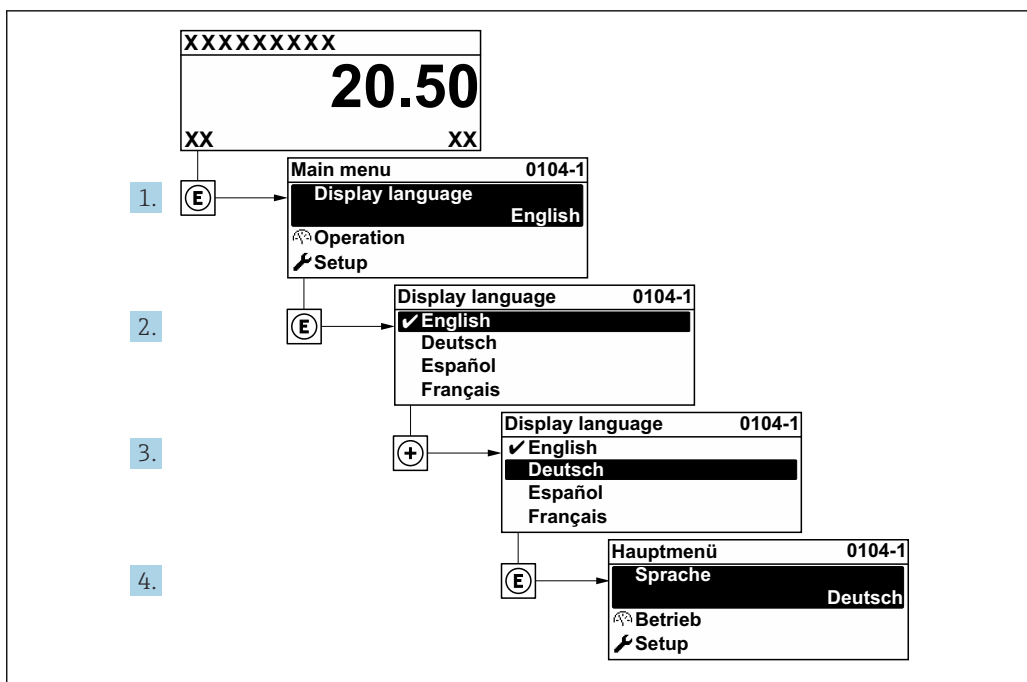 XXXXXXXXX
20.50
XX XX
1. E
Main menu 0104-1
Display language
English
Operation
Setup
2. E
Display language 0104-1
✔English
Deutsch
Español
Français
3. +
Display language 0104-1
✔English
Deutsch
Español
Français
4. E
Hauptmenü 0104-1
Sprache
Deutsch
Betrieb
Setup